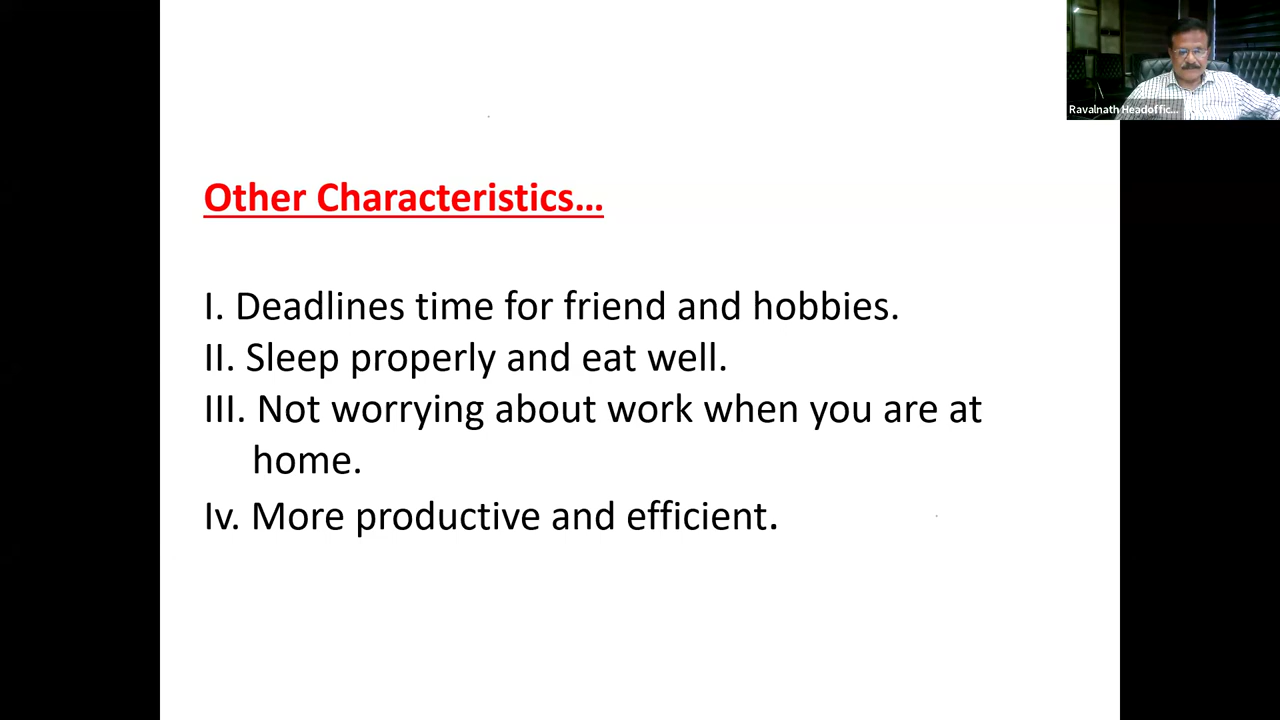 Ravalnath Headoffic...
Other Characteristics...
I. Deadlines time for friend and hobbies.
II. Sleep properly and eat well.
III. Not worrying about work when you are at
home.
Iv. More productive and efficient.